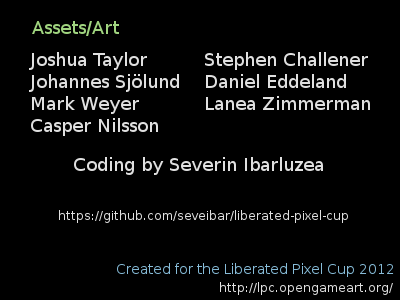 Assets/Art
Joshua Taylor Stephen Challener
Johannes Sjölund Daniel Eddeland
Mark Weyer Lanea Zimmerman
Casper Nilsson
Coding by Severin Ibarluzea
https://github.com/seveibar/liberated-pixel-cup
Created for the Liberated Pixel Cup 2012
http://lpc.opengameart.org/